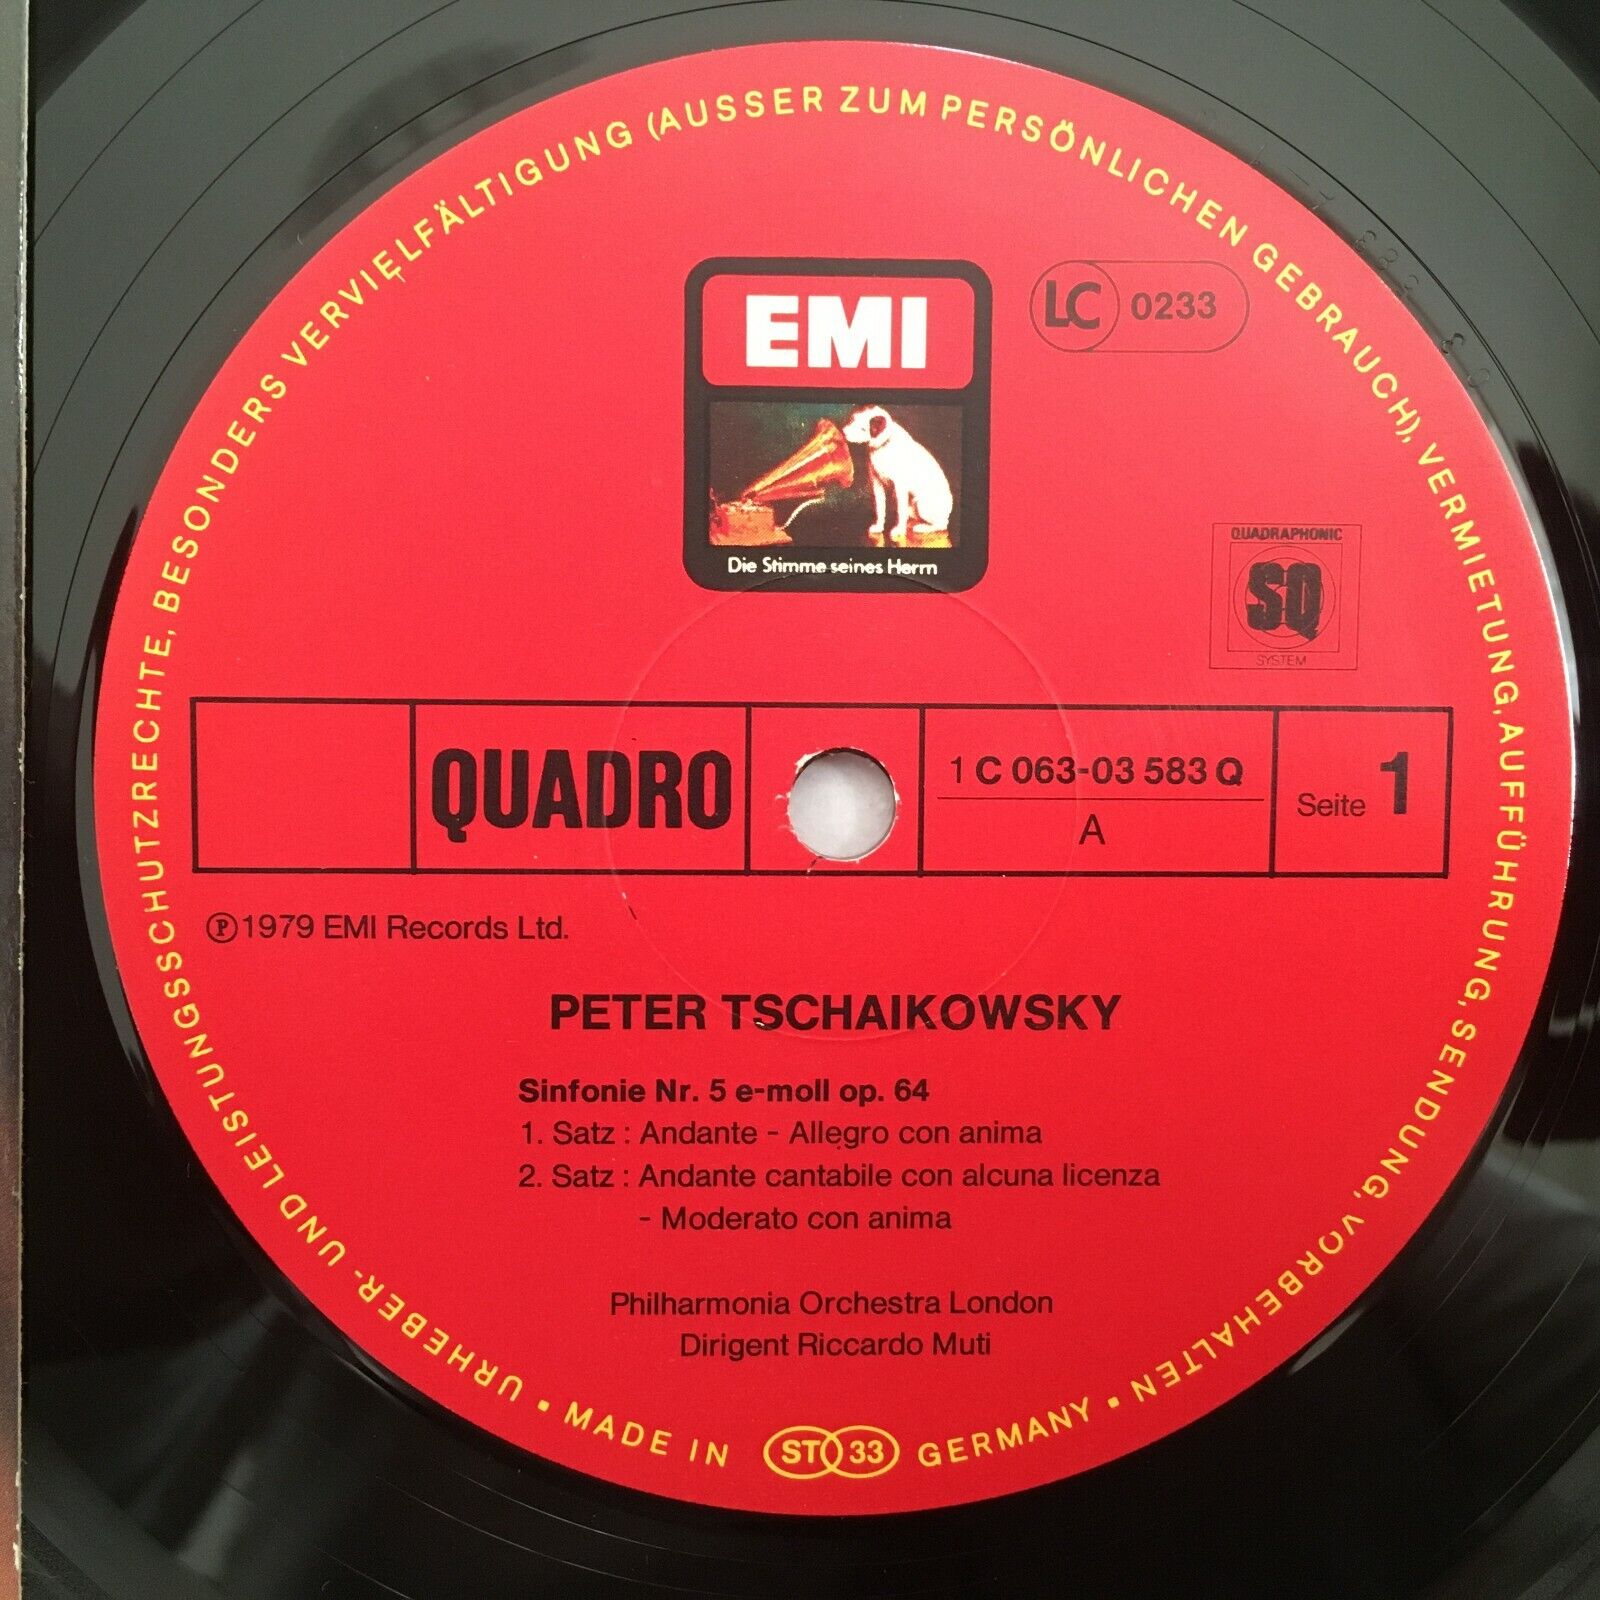 URHEBER- UND LEISTUNGSSCHUTZRECHTE, BESONDERS VERVIELFÄLTIGUNG (AUSSER ZUM PERSÖNLICHEN GEBRAUCH), VERMIETUNG, AUFFÜHRUNG, SENDUNG, VORBEHALTEN
EMI
LC 0233
Die Stimme seines Herrn
QUADRAPHONIC
SQ
SYSTEM
QUADRO
1 C 063-03 583 Q
A
Seite 1
Ⓟ 1979 EMI Records Ltd.
PETER TSCHAIKOWSKY
Sinfonie Nr. 5 e-moll op. 64
1. Satz : Andante - Allegro con anima
2. Satz : Andante cantabile con alcuna licenza
- Moderato con anima
Philharmonia Orchestra London
Dirigent Riccardo Muti
• MADE IN ST 33 GERMANY •